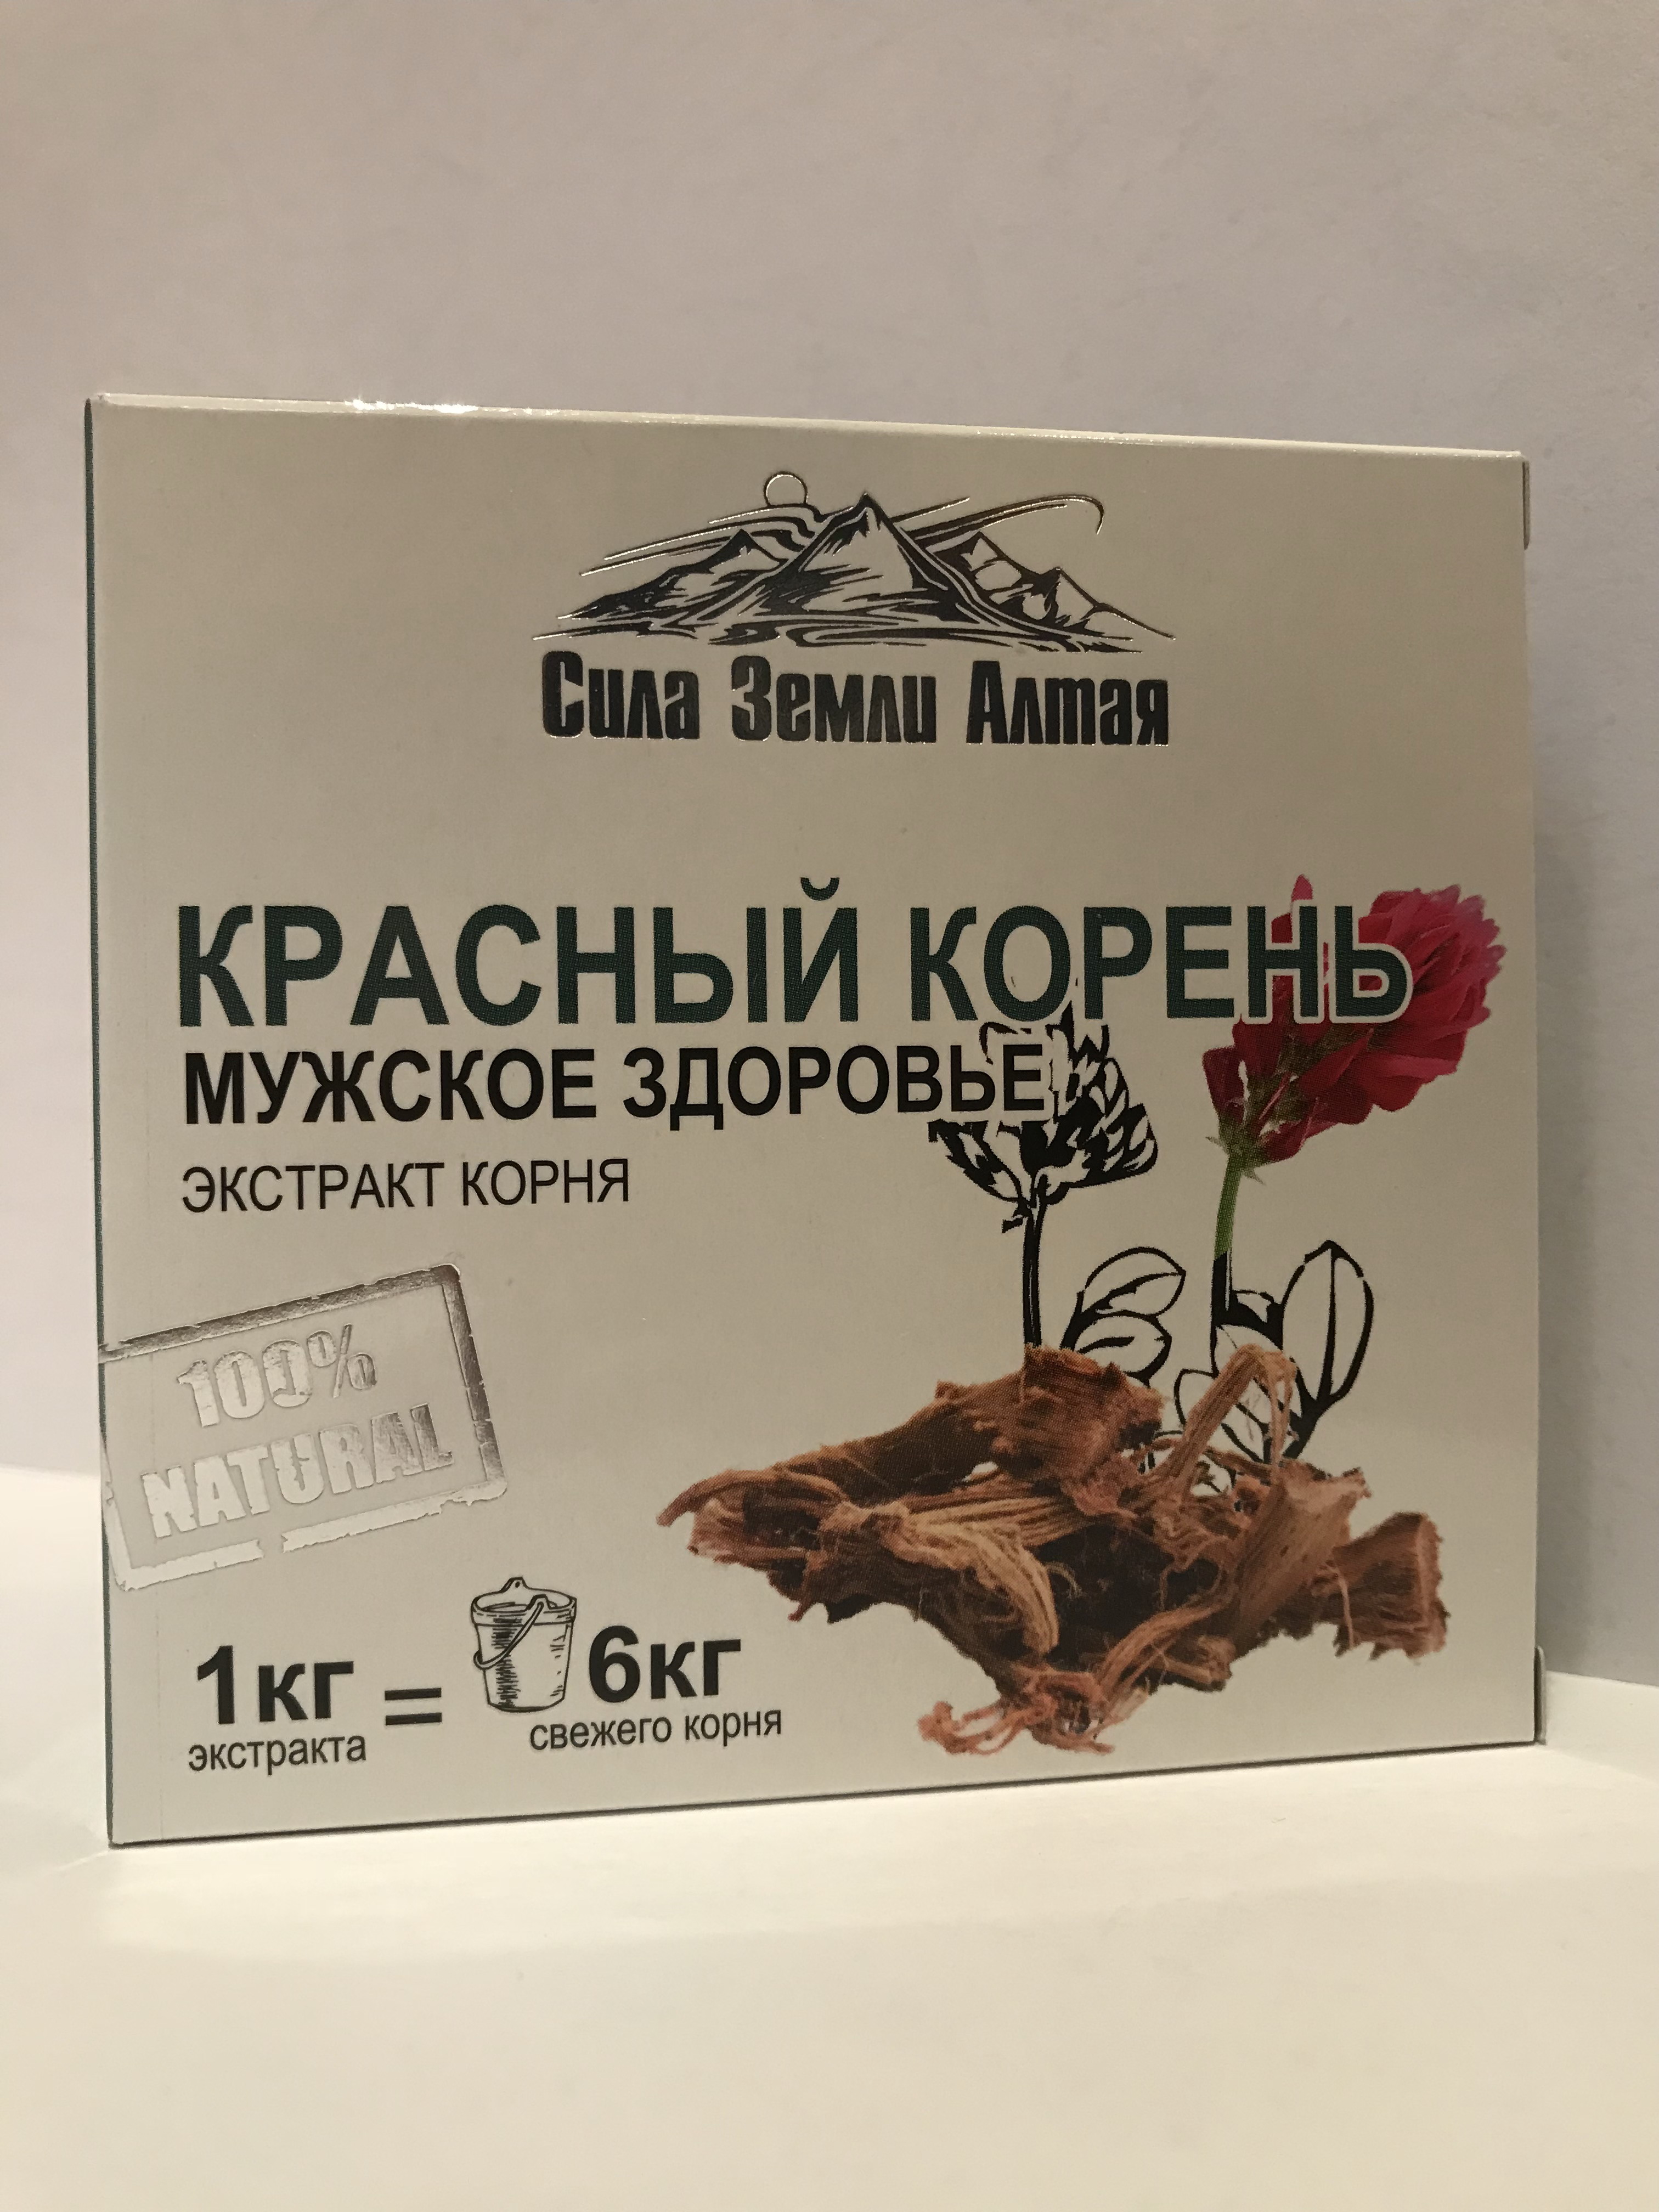 Сила Земли Алтая
КРАСНЫЙ КОРЕНЬ
МУЖСКОЕ ЗДОРОВЬЕ
ЭКСТРАКТ КОРНЯ
100%
NATURAL
1кг = 6кг
экстракта свежего корня